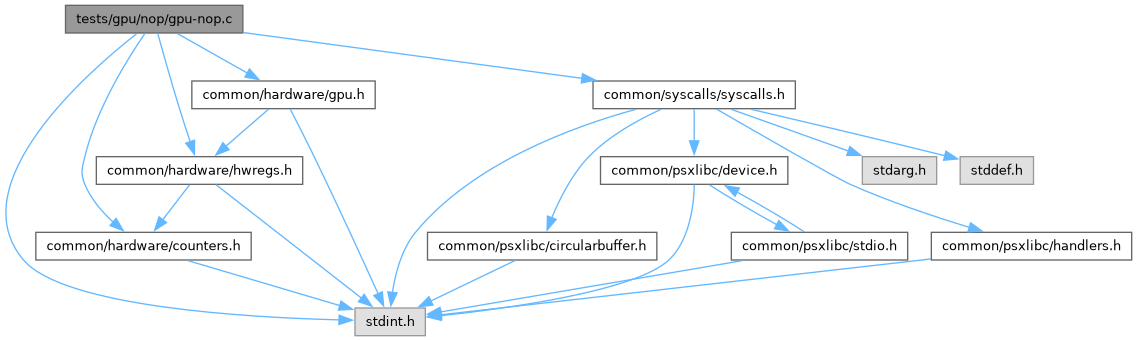 tests/gpu/nop/gpu-nop.c
common/hardware/gpu.h
common/syscalls/syscalls.h
common/hardware/hwregs.h
common/psxlibc/device.h
stdarg.h
stddef.h
common/hardware/counters.h
common/psxlibc/circularbuffer.h
common/psxlibc/stdio.h
common/psxlibc/handlers.h
stdint.h